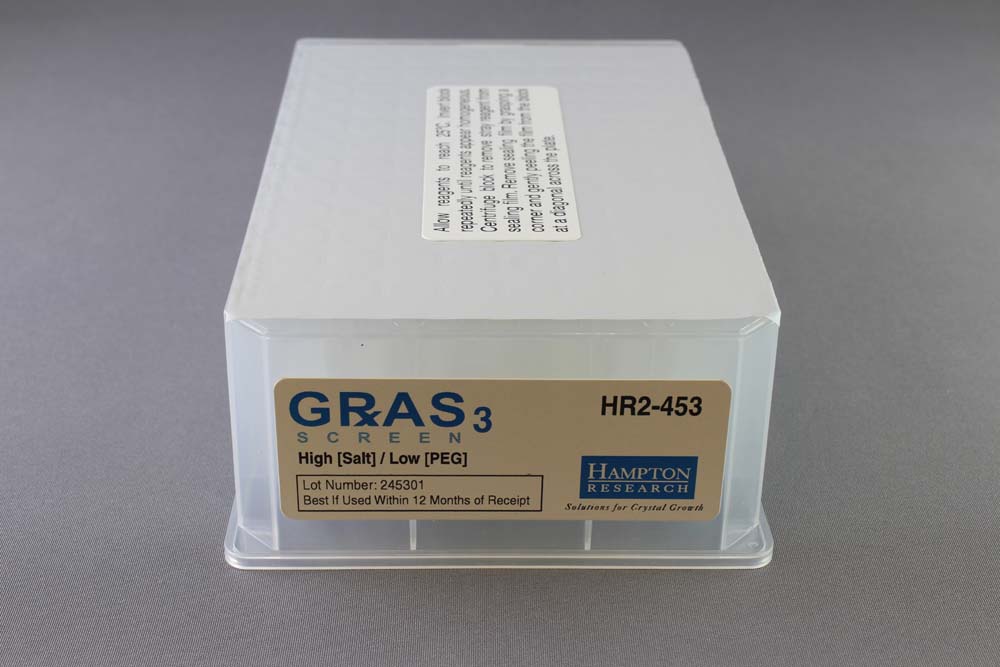 Allow reagents to reach 25°C. Invert block
repeatedly until reagents appear homogeneous.
Centrifuge block to remove stray reagent from
sealing film. Remove sealing film by grasping a
corner and gently peeling the film from the block
at a diagonal across the plate.
GRxAS 3
SCREEN
High [Salt] / Low [PEG]
Lot Number: 245301
Best If Used Within 12 Months of Receipt
HR2-453
HAMPTON
RESEARCH
Solutions for Crystal Growth